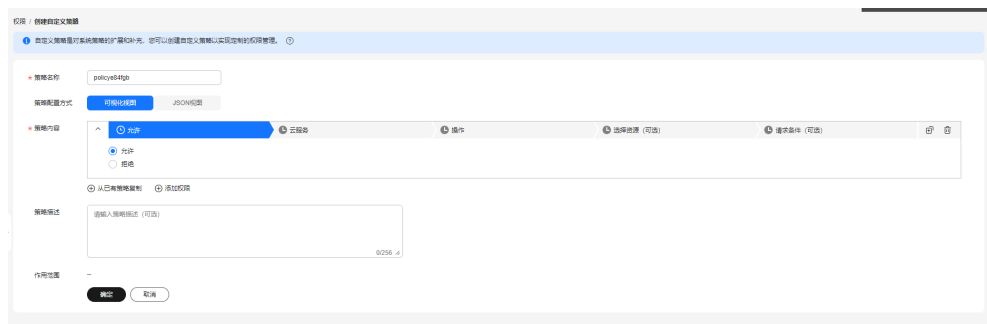 权限 / 创建自定义策略
自定义策略是对系统策略的扩展和补充，您可以创建自定义策略以实现定制的权限管理。
* 策略名称 policye84fgb
策略配置方式 可视化视图 JSON视图
* 策略内容 允许 云服务 操作 选择资源（可选） 请求条件（可选）
允许
拒绝
从已有策略复制 添加权限
策略描述 请输入策略描述（可选）
0/256
作用范围 --
确定 取消